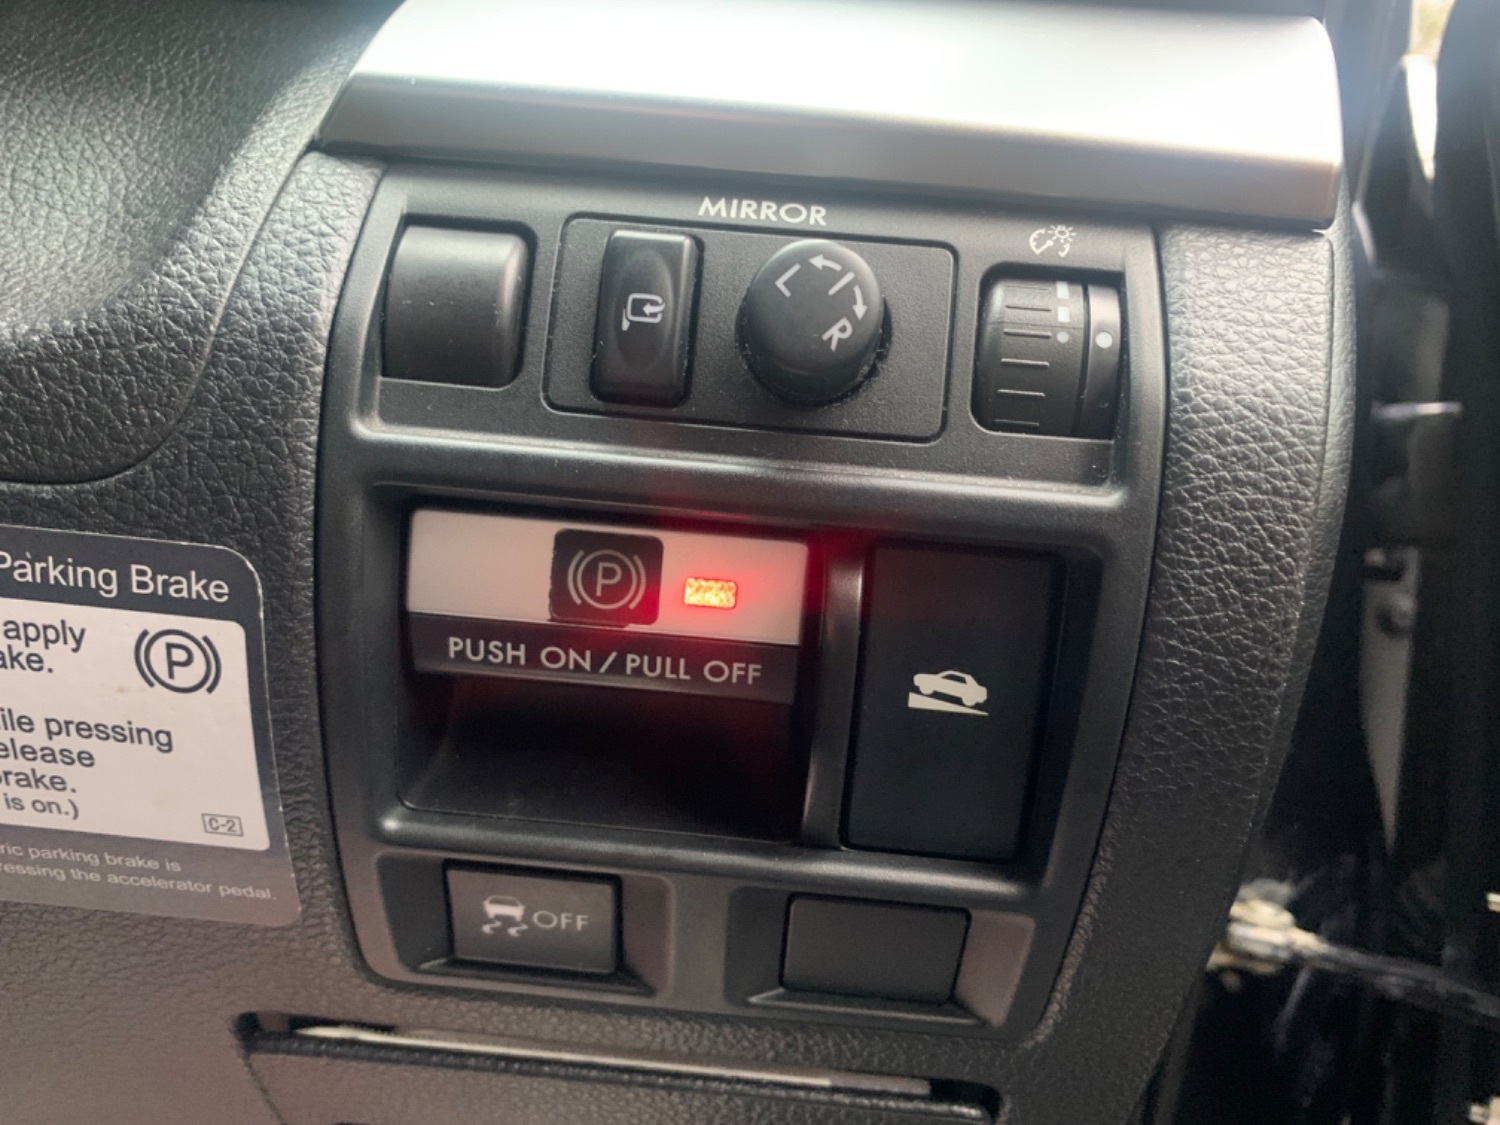 MIRROR
L R
P
PUSH ON / PULL OFF
OFF
Parking Brake
apply
ake.
P
ile pressing
elease
rake.
is on.)
C-2
ric parking brake is
ressing the accelerator pedal.